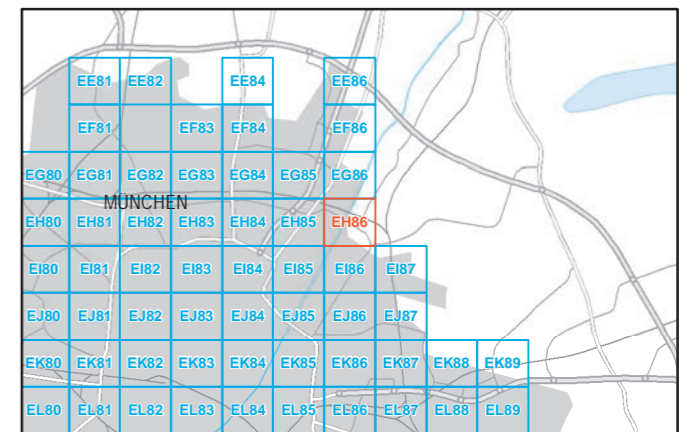 EE81 EE82 EE84 EE86
EF81 EF83 EF84 EF86
EG80 EG81 EG82 EG83 EG84 EG85 EG86
MÜNCHEN
EH80 EH81 EH82 EH83 EH84 EH85 EH86
EI80 EI81 EI82 EI83 EI84 EI85 EI86 EI87
EJ80 EJ81 EJ82 EJ83 EJ84 EJ85 EJ86 EJ87
EK80 EK81 EK82 EK83 EK84 EK85 EK86 EK87 EK88 EK89
EL80 EL81 EL82 EL83 EL84 EL85 EL86 EL87 EL88 EL89